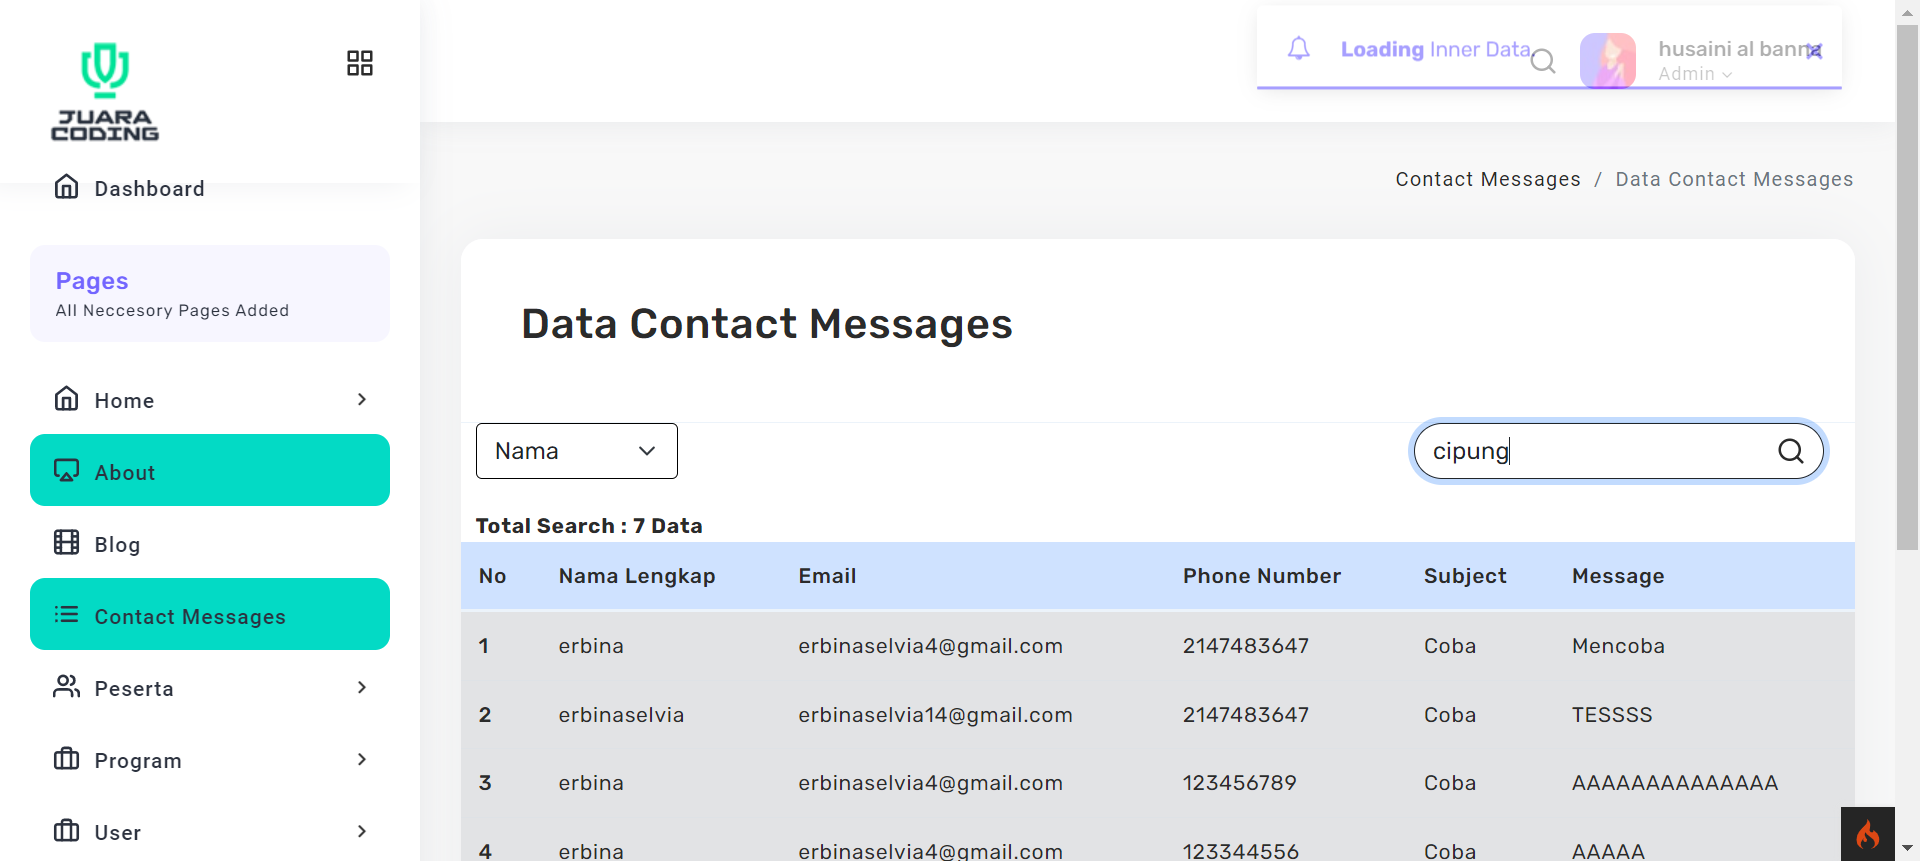 JUARA
CODING
Dashboard
Pages
All Neccesory Pages Added
Home
About
Blog
Contact Messages
Peserta
Program
User
Loading Inner Data.
husaini al banna
Admin
Contact Messages / Data Contact Messages
Data Contact Messages
Nama
cipung
Total Search : 7 Data
No Nama Lengkap Email Phone Number Subject Message
1 erbina erbinaselvia4@gmail.com 2147483647 Coba Mencoba
2 erbinaselvia erbinaselvia14@gmail.com 2147483647 Coba TESSSS
3 erbina erbinaselvia4@gmail.com 123456789 Coba AAAAAAAAAAAAAA
4 erbina erbinaselvia4@gmail.com 123344556 Coba AAAAA